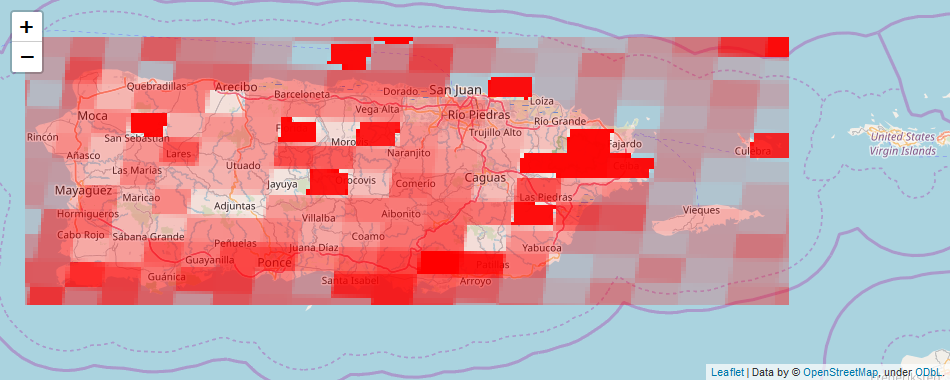 +
−
Quebradillas
Arecibo
Barceloneta
Dorado
San Juan
Loíza
Moca
Vega Alta
Río Piedras
Río Grande
Rincón
San Sebastián
Trujillo Alto
Fajardo
United States
Virgin Islands
Añasco
Lares
Naranjito
Culebra
Las Marías
Utuado
Caguas
Mayagüez
Maricao
Jayuya
Orocovis
Comerío
Adjuntas
Las Piedras
Hormigueros
Villalba
Aibonito
Vieques
Cabo Rojo
Sábana Grande
Peñuelas
Juana Díaz
Coamo
Yabucoa
Guayanilla
Ponce
Patillas
Guánica
Santa Isabel
Arroyo
Leaflet | Data by © OpenStreetMap, under ODbL.